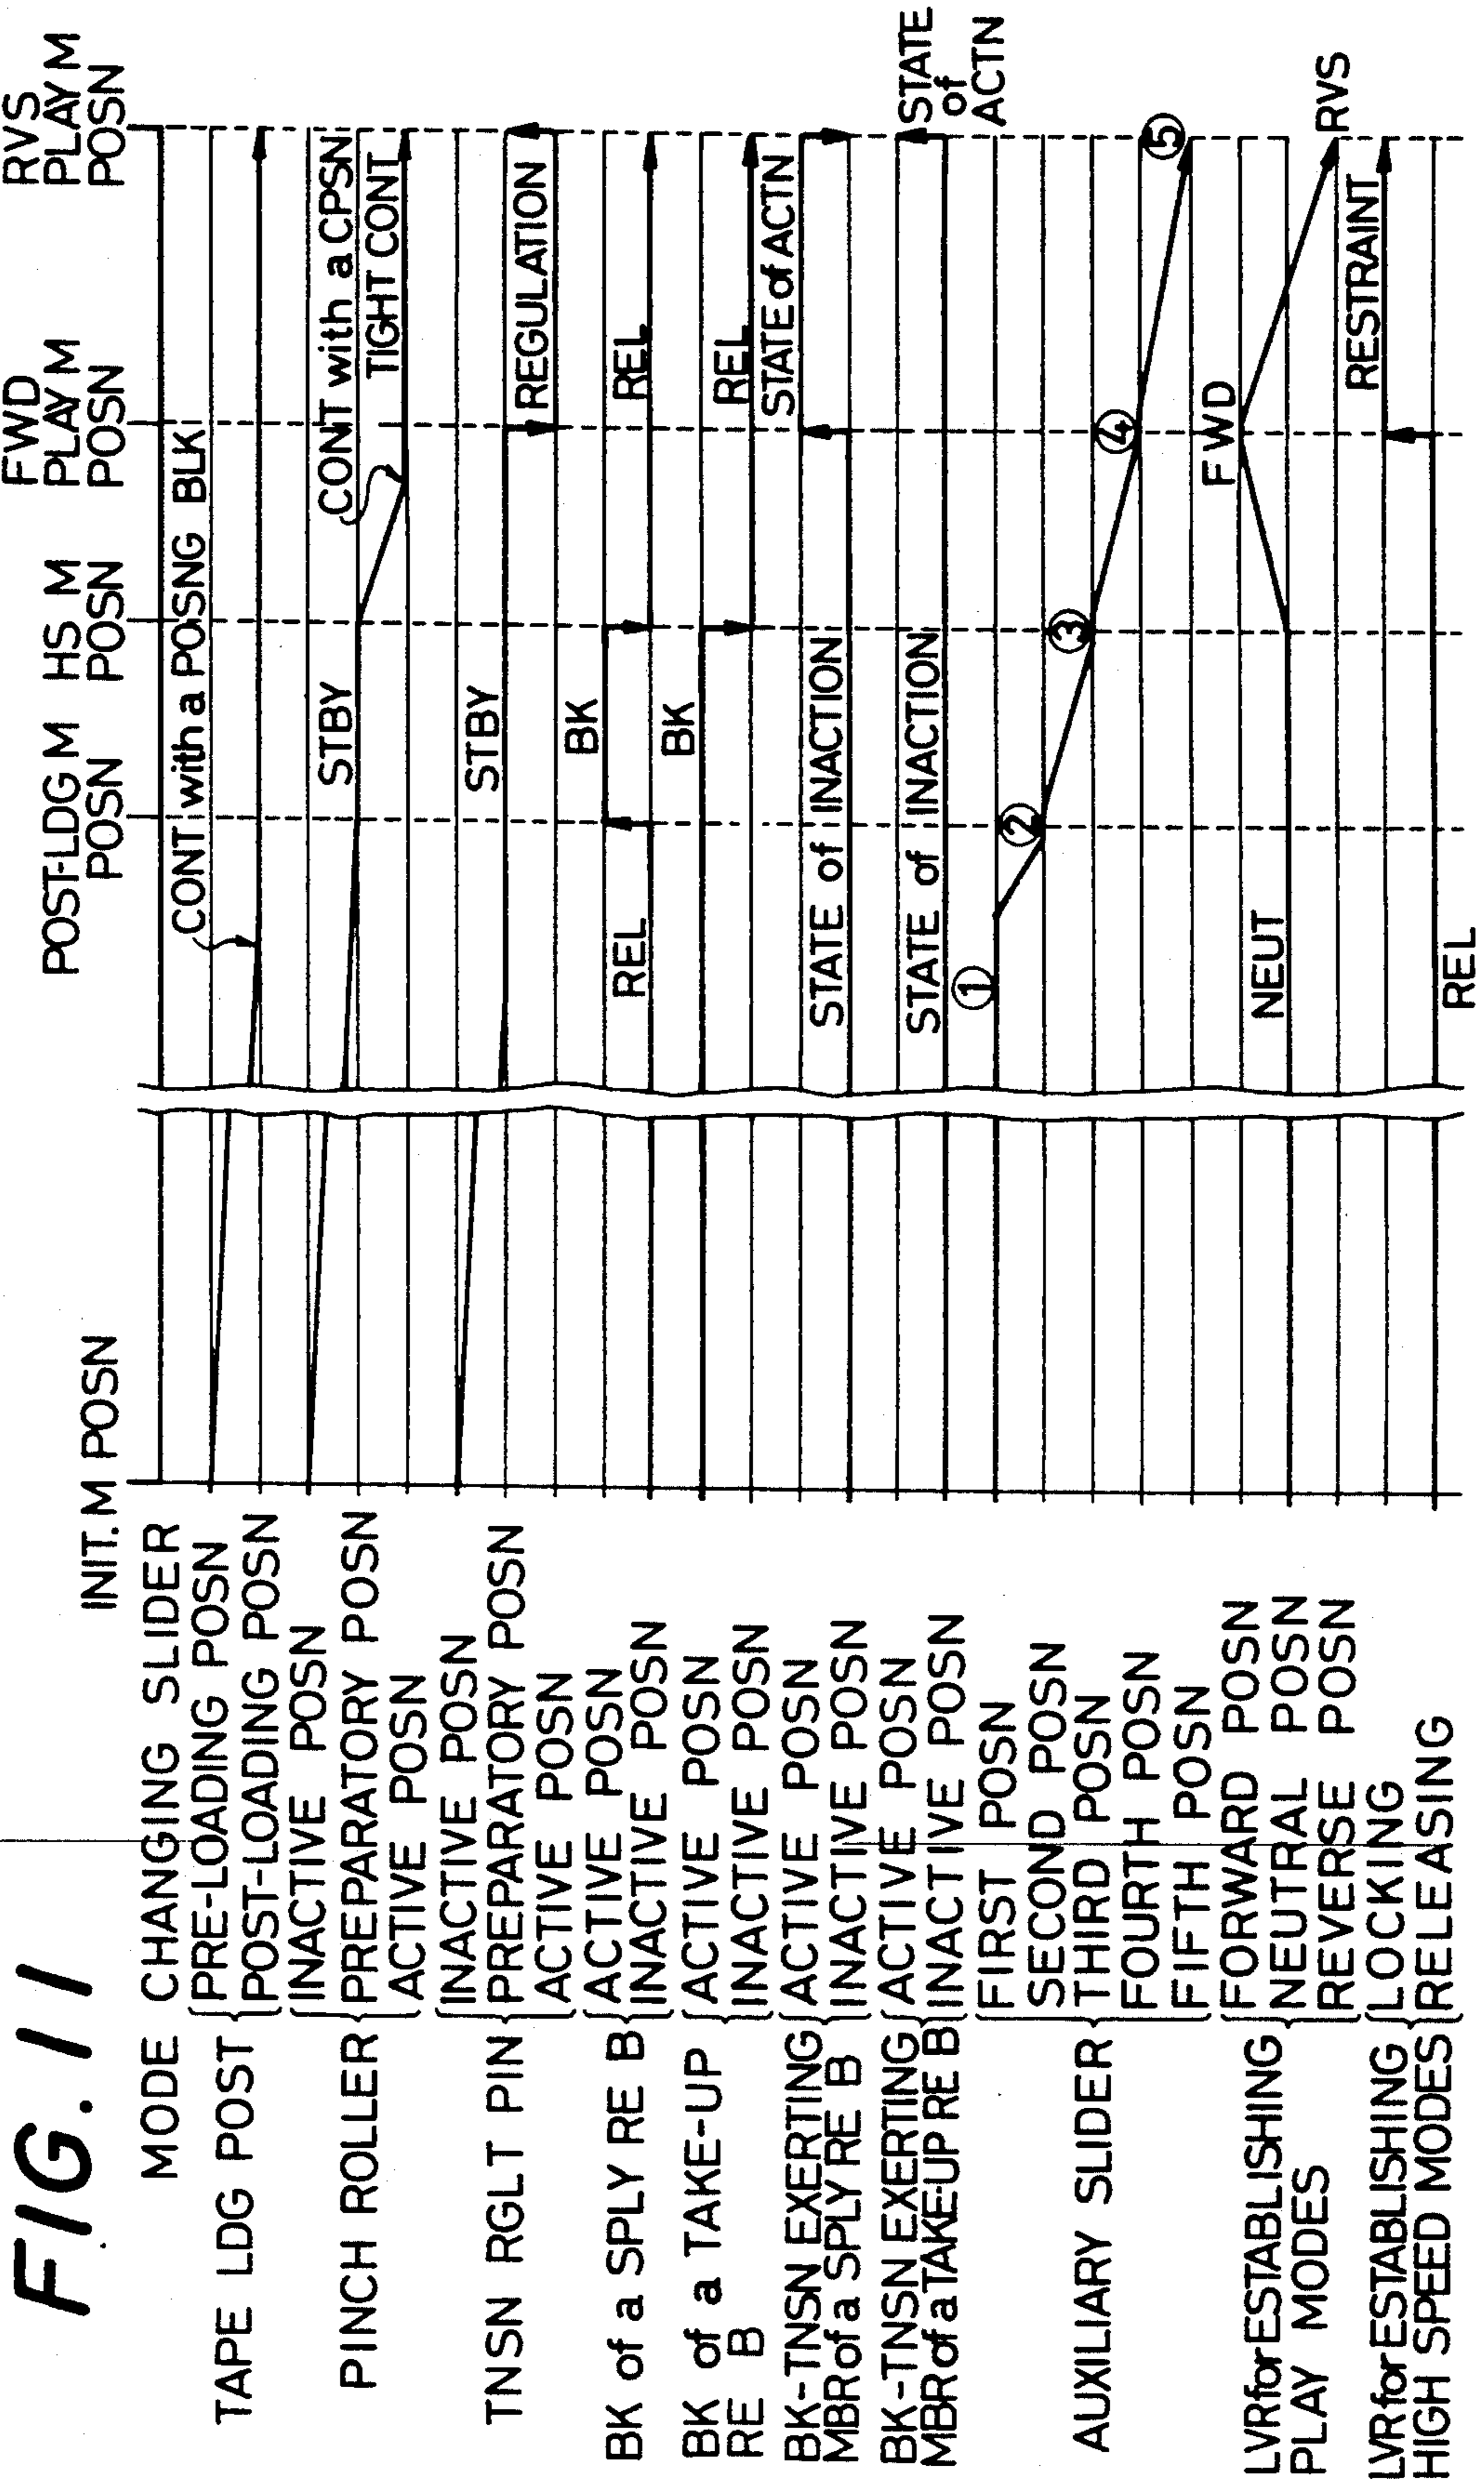 FIG. 11
INIT. M POSN
POST-LDG M
POSN
HS M
POSN
FWD
PLAY M
POSN
RVS
PLAY M
POSN
MODE CHANGING SLIDER
TAPE LDG POST
PRE-LOADING POSN
POST-LOADING POSN
CONT with a POSNG BLK
PINCH ROLLER
INACTIVE POSN
PREPARATORY POSN
ACTIVE POSN
STBY
CONT with a CPSN
TIGHT CONT
TNSN RGLT PIN
INACTIVE POSN
PREPARATORY POSN
ACTIVE POSN
STBY
REGULATION
BK of a SPLY RE B
ACTIVE POSN
INACTIVE POSN
REL
BK
REL
BK of a TAKE-UP
RE B
ACTIVE POSN
INACTIVE POSN
BK
REL
BK-TNSN EXERTING
MBR of a SPLY RE B
ACTIVE POSN
INACTIVE POSN
STATE of INACTION
STATE of ACTN
BK-TNSN EXERTING
MBR of a TAKE-UP RE B
ACTIVE POSN
INACTIVE POSN
STATE of INACTION
STATE
of
ACTN
AUXILIARY SLIDER
FIRST POSN
SECOND POSN
THIRD POSN
FOURTH POSN
FIFTH POSN
①
②
③
④
⑤
LVR for ESTABLISHING
PLAY MODES
FORWARD POSN
NEUTRAL POSN
REVERSE POSN
NEUT
FWD
RVS
LVR for ESTABLISHING
HIGH SPEED MODES
LOCKING
RELEASING
REL
RESTRAINT